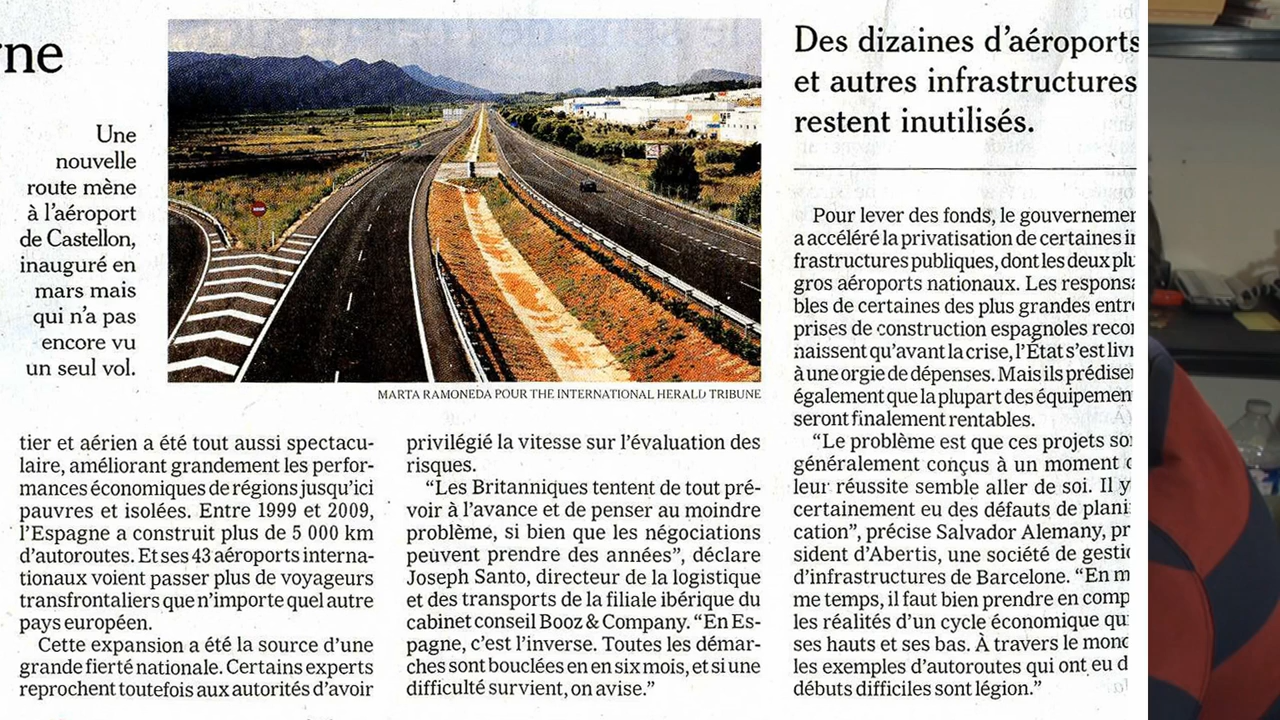 gne
Une
nouvelle
route mène
à l'aéroport
de Castellon,
inauguré en
mars mais
qui n'a pas
encore vu
un seul vol.
MARTA RAMONEDA POUR THE INTERNATIONAL HERALD TRIBUNE
tier et aérien a été tout aussi spectacu-
laire, améliorant grandement les perfor-
mances économiques de régions jusqu'ici
pauvres et isolées. Entre 1999 et 2009,
l'Espagne a construit plus de 5 000 km
d'autoroutes. Et ses 43 aéroports interna-
tionaux voient passer plus de voyageurs
transfrontaliers que n'importe quel autre
pays européen.
Cette expansion a été la source d'une
grande fierté nationale. Certains experts
reprochent toutefois aux autorités d'avoir
privilégié la vitesse sur l'évaluation des
risques.
“Les Britanniques tentent de tout pré-
voir à l'avance et de penser au moindre
problème, si bien que les négociations
peuvent prendre des années”, déclare
Joseph Santo, directeur de la logistique
et des transports de la filiale ibérique du
cabinet conseil Booz & Company. “En Es-
pagne, c'est l'inverse. Toutes les démar-
ches sont bouclées en en six mois, et si une
difficulté survient, on avise.”
Des dizaines d'aéroports
et autres infrastructures
restent inutilisés.
Pour lever des fonds, le gouvernemen
a accéléré la privatisation de certaines in
frastructures publiques, dont les deux plu
gros aéroports nationaux. Les responsa
bles de certaines des plus grandes entre
prises de construction espagnoles recon
naissent qu'avant la crise, l'État s'est livr
à une orgie de dépenses. Mais ils prédisen
également que la plupart des équipemen
seront finalement rentables.
“Le problème est que ces projets so
généralement conçus à un moment o
leur réussite semble aller de soi. Il y
certainement eu des défauts de plani
cation”, précise Salvador Alemany, pr
sident d'Abertis, une société de gestio
d'infrastructures de Barcelone. “En m
me temps, il faut bien prendre en comp
les réalités d'un cycle économique qu
ses hauts et ses bas. À travers le mond
les exemples d'autoroutes qui ont eu d
débuts difficiles sont légion.”